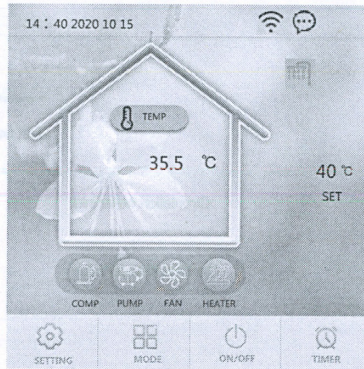 14 : 40 2020 10 15
TEMP
35.5 ℃
40 ℃
SET
COMP PUMP FAN HEATER
SETTING MODE ON/OFF TIMER